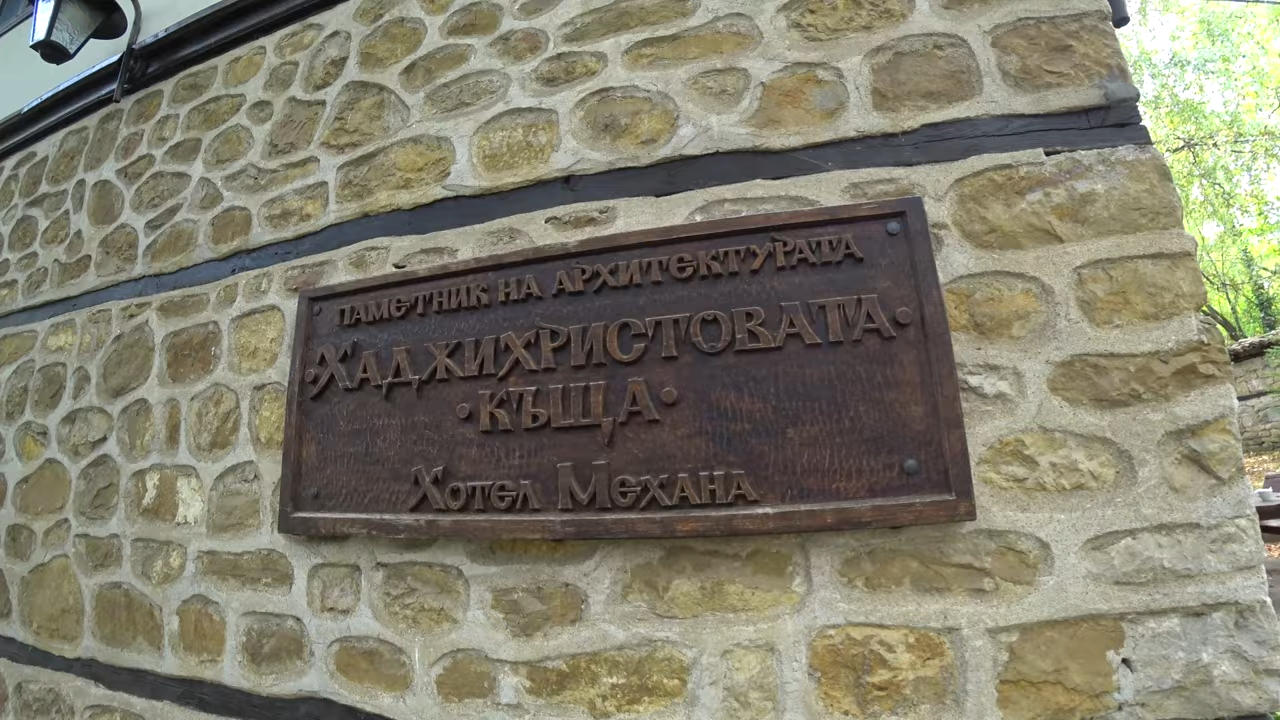 ПАМЕТНИК НА АРХИТЕКТУРАТА
·ХАДЖИХРИСТОВАТА·
·КЪЩА·
ХОТЕЛ МЕХАНА